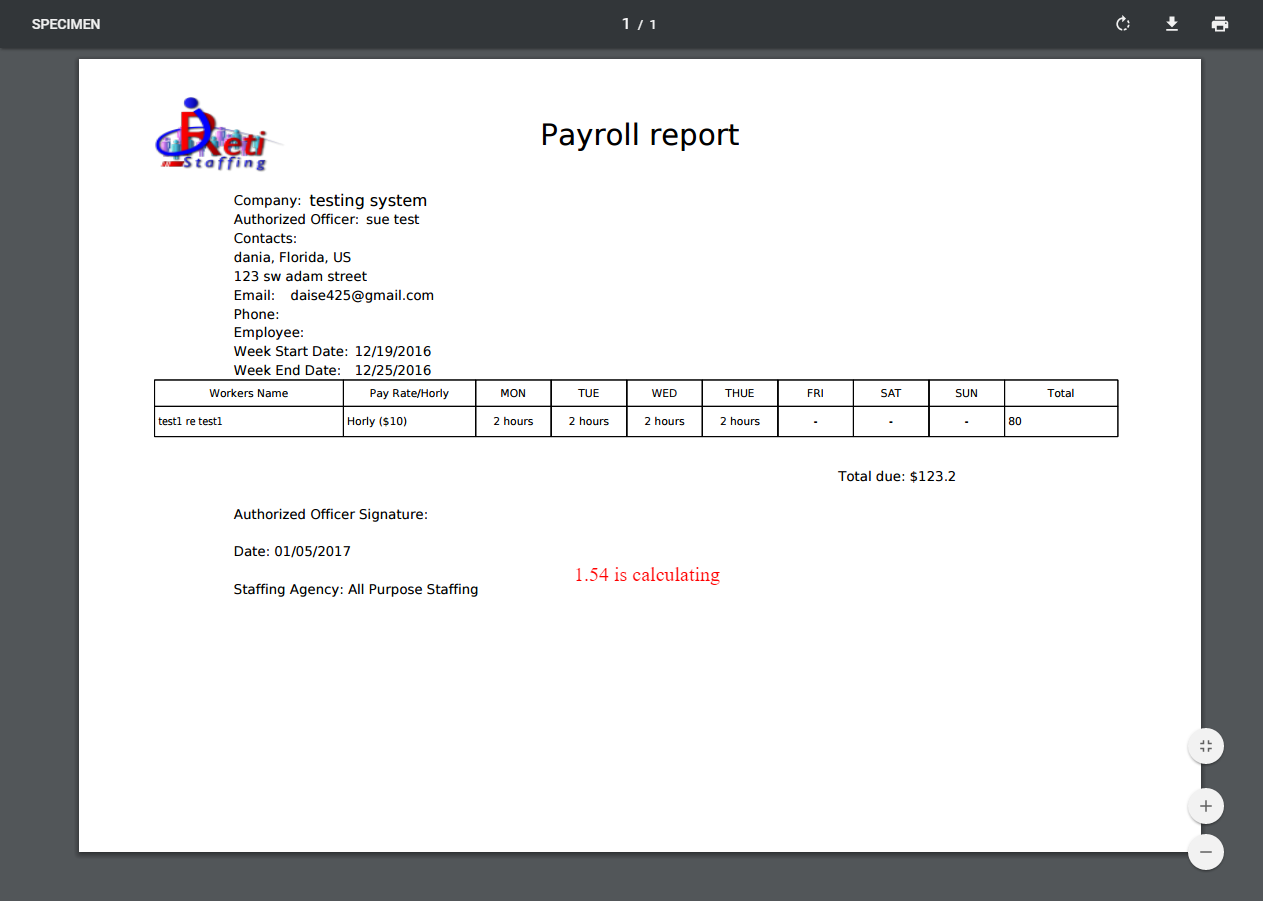 SPECIMEN
1 / 1
Reti
Staffing
Payroll report
Company: testing system
Authorized Officer: sue test
Contacts:
dania, Florida, US
123 sw adam street
Email: daise425@gmail.com
Phone:
Employee:
Week Start Date: 12/19/2016
Week End Date: 12/25/2016
Workers Name Pay Rate/Horly MON TUE WED THUE FRI SAT SUN Total
test1 re test1 Horly ($10) 2 hours 2 hours 2 hours 2 hours - - - 80
Total due: $123.2
Authorized Officer Signature:
Date: 01/05/2017
1.54 is calculating
Staffing Agency: All Purpose Staffing